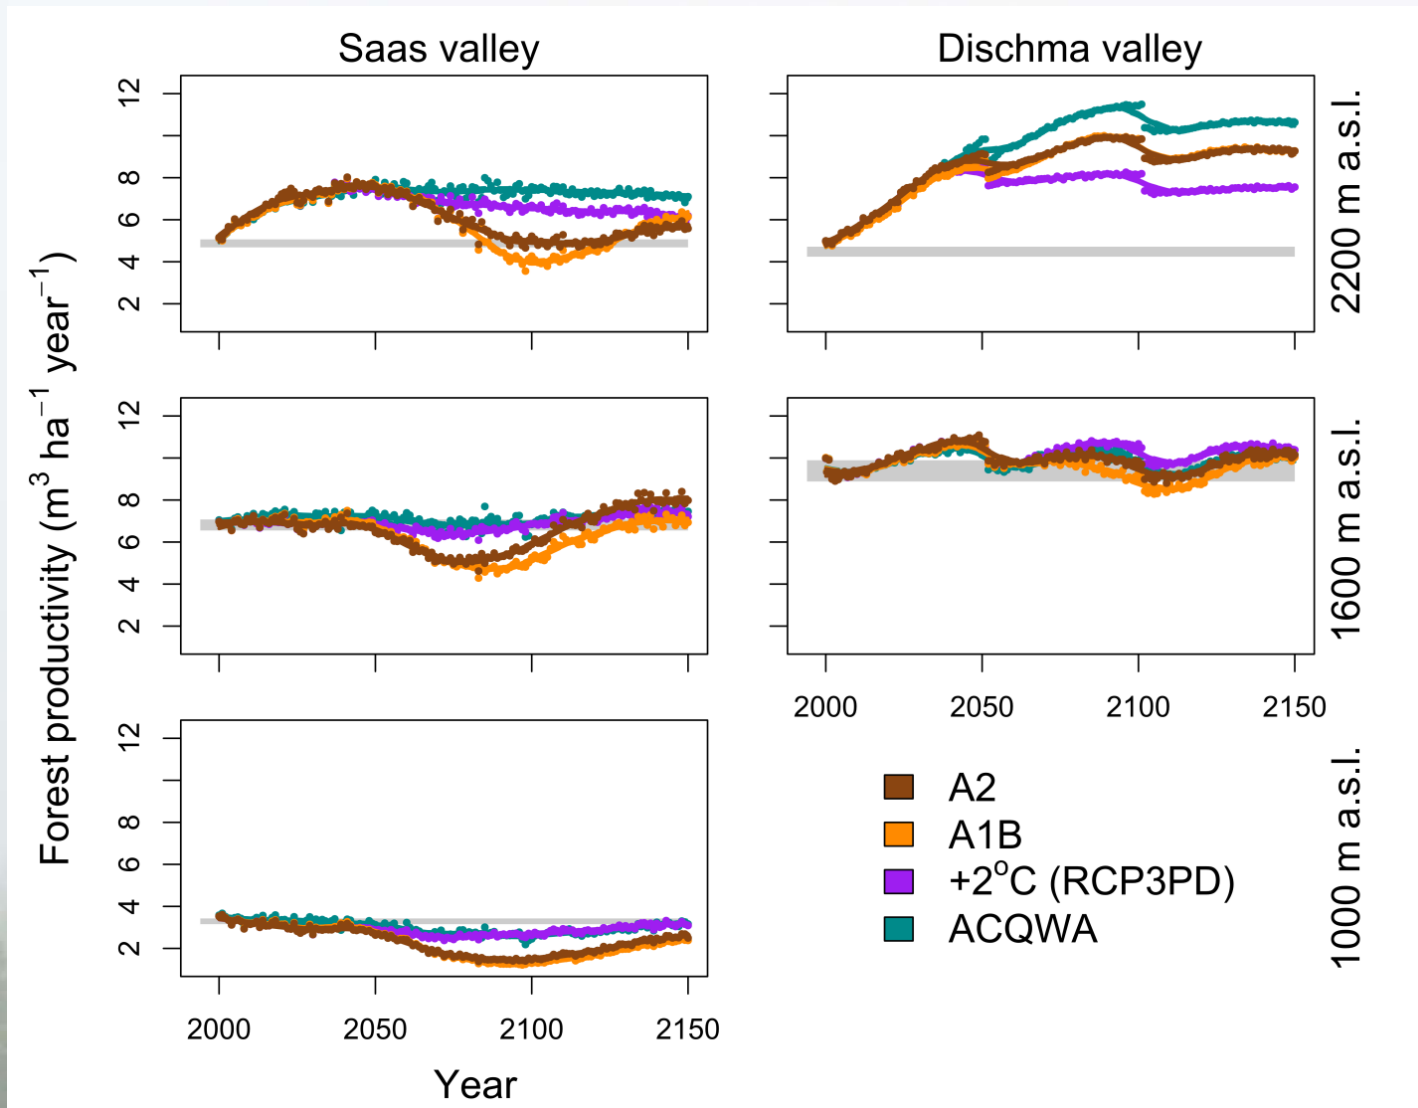 Saas valley
Dischma valley
12
8
6
4
2
2200 m a.s.l.
12
8
6
4
2
1600 m a.s.l.
2000 2050 2100 2150
12
8
6
4
2
1000 m a.s.l.
2000 2050 2100 2150
Forest productivity (m³ ha⁻¹ year⁻¹)
Year
A2
A1B
+2°C (RCP3PD)
ACQWA